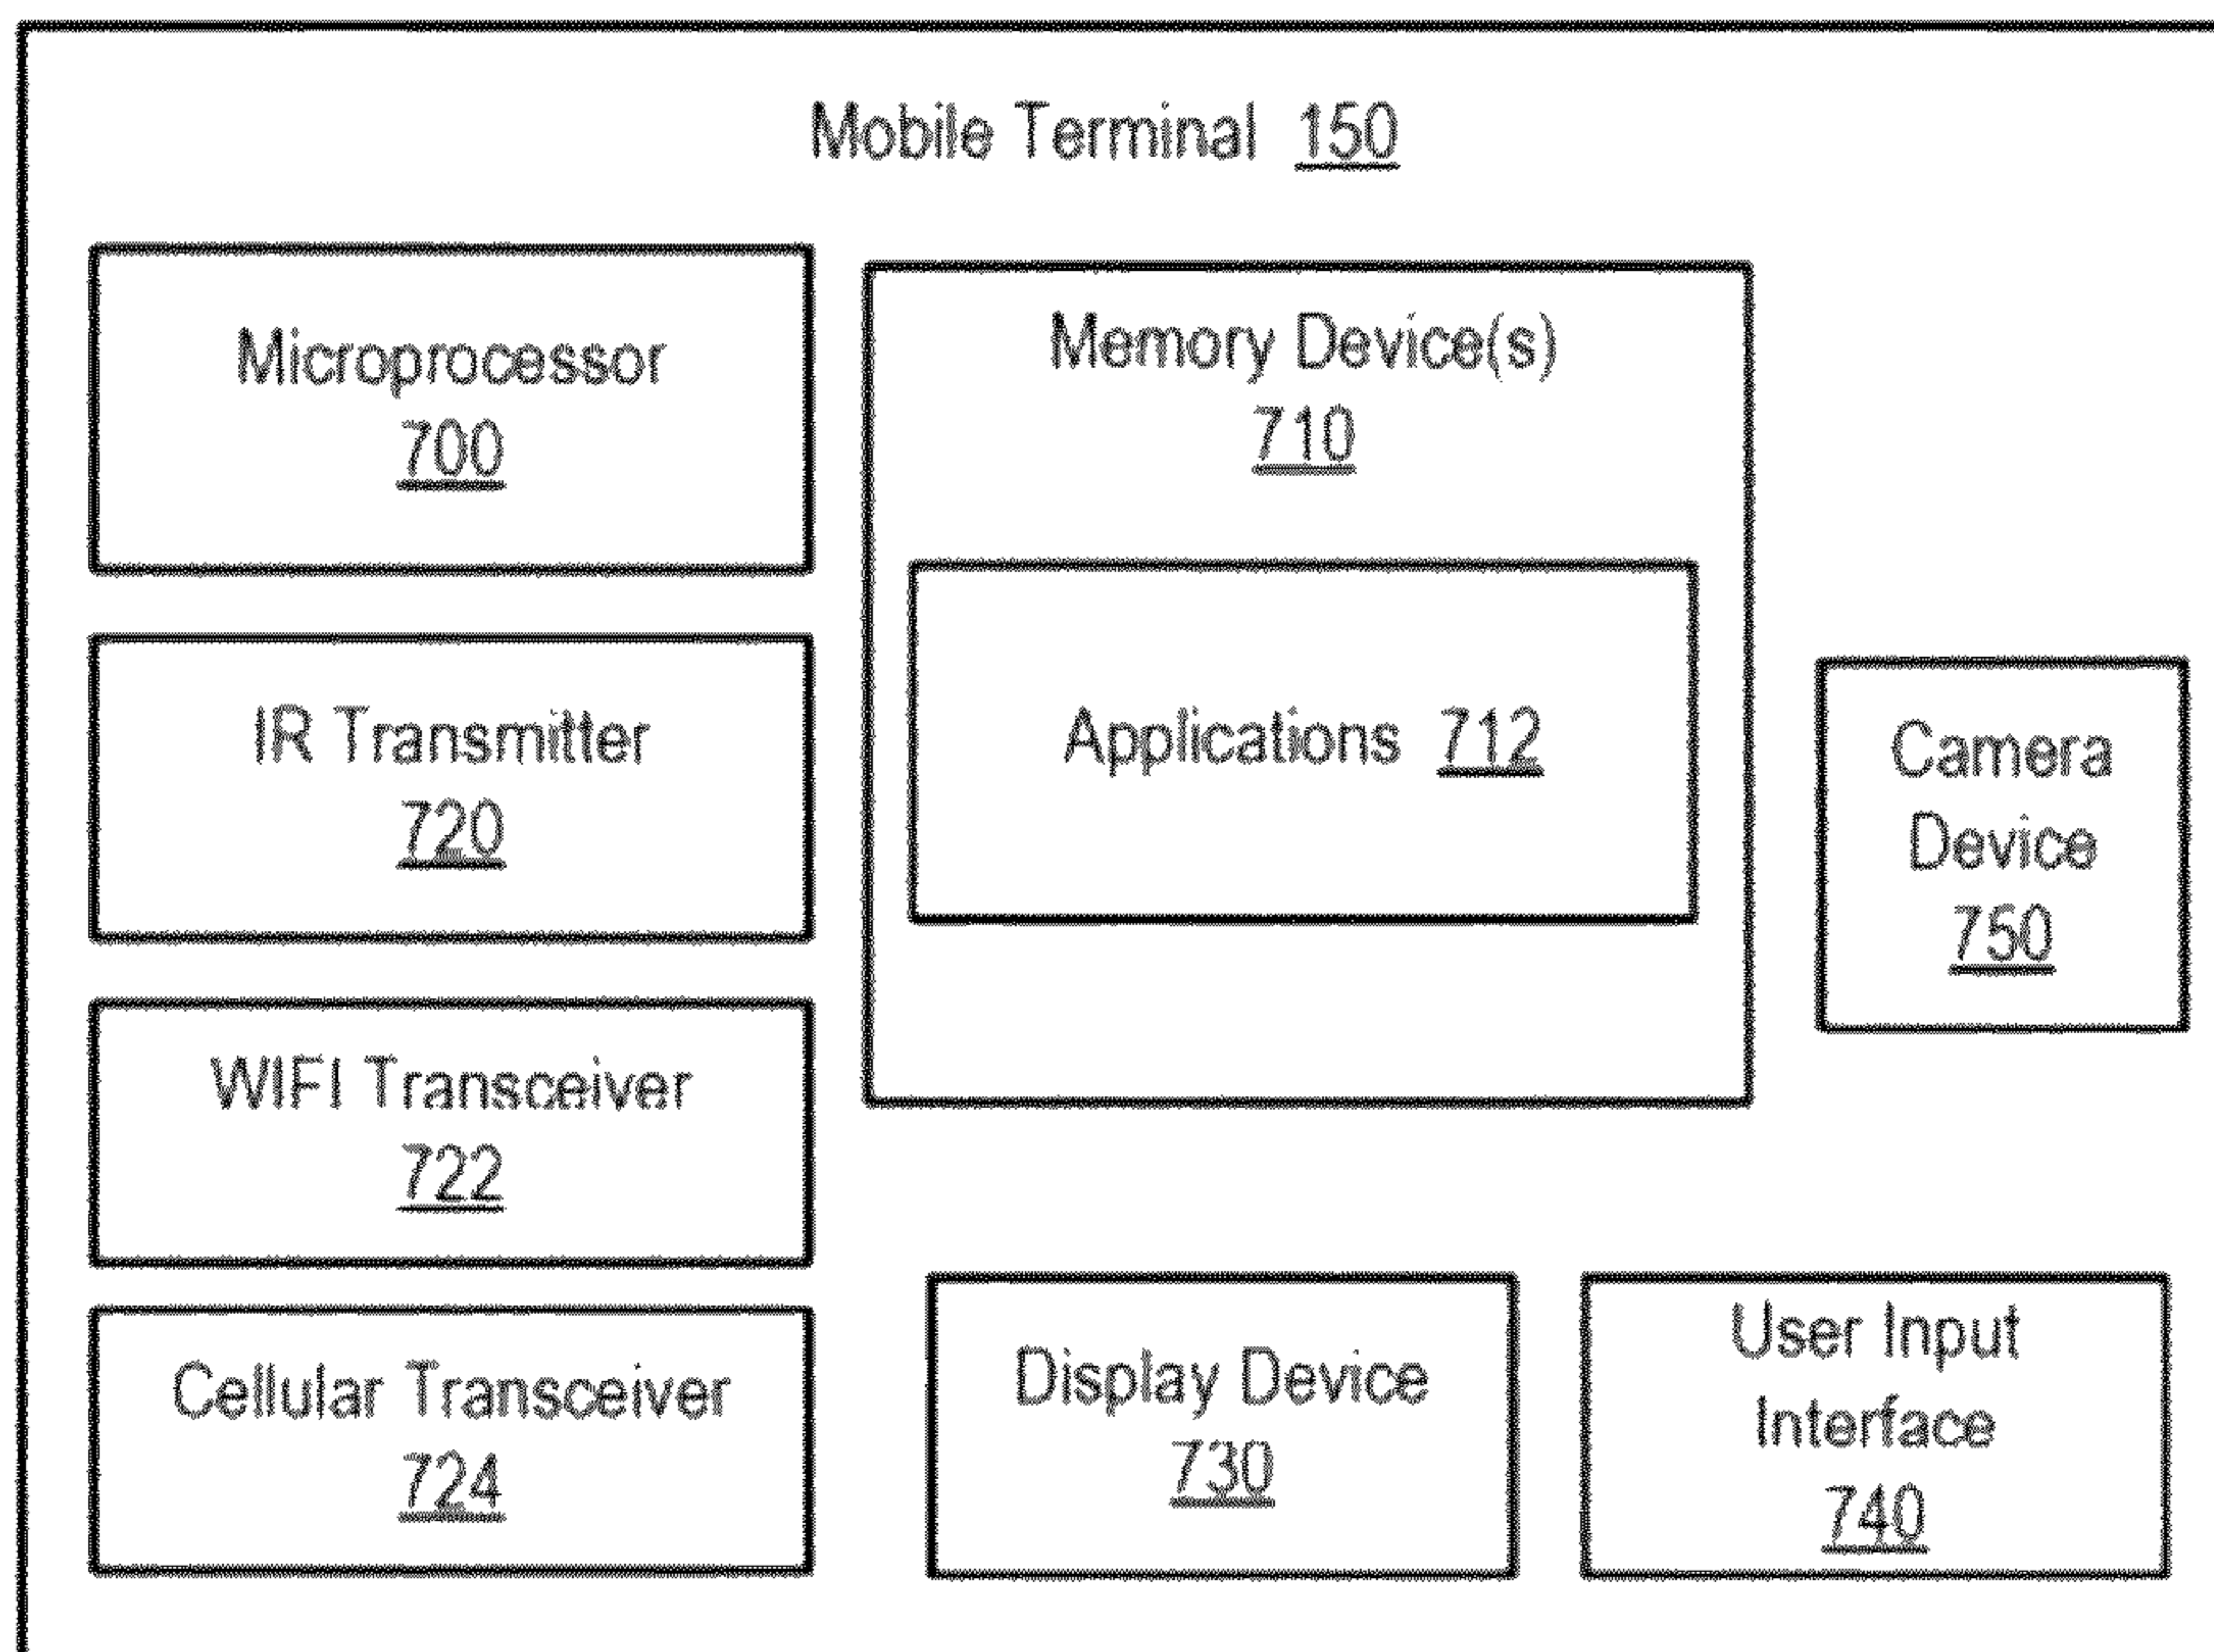 Mobile Terminal 150
Microprocessor
700
Memory Device(s)
710
Applications 712
IR Transmitter
720
Camera
Device
750
WIFI Transceiver
722
Cellular Transceiver
724
Display Device
730
User Input
Interface
740